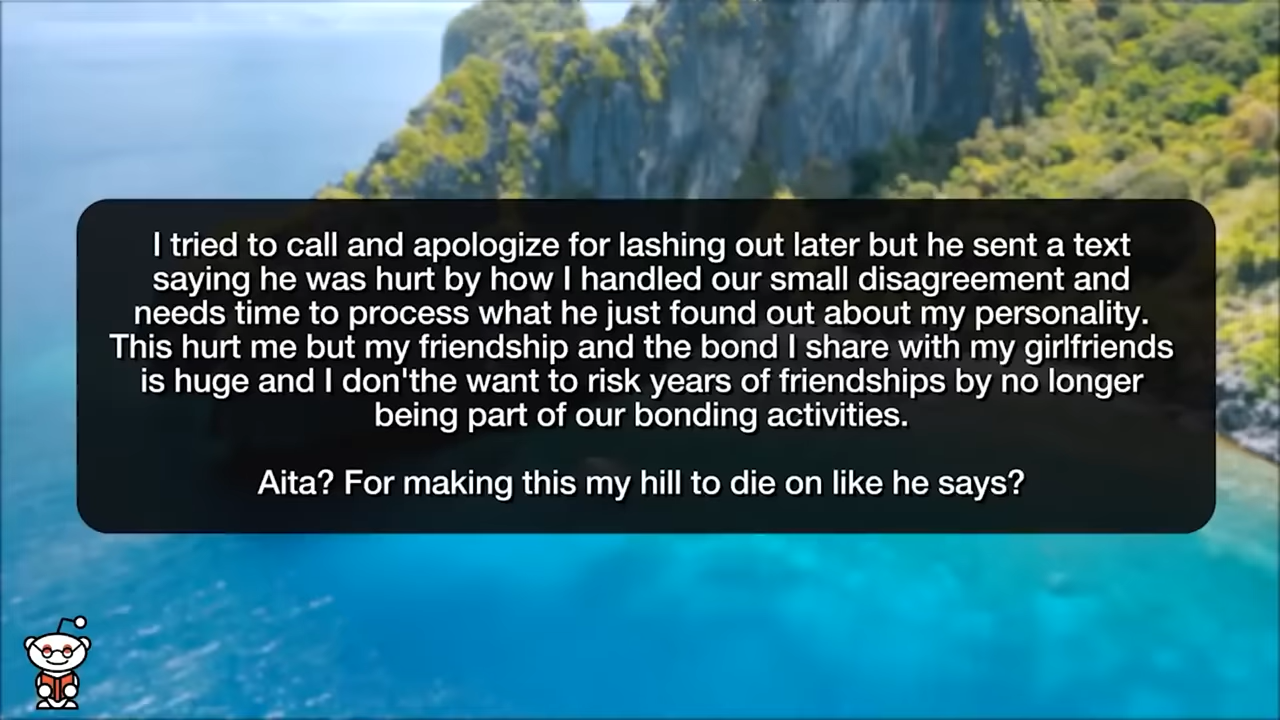 I tried to call and apologize for lashing out later but he sent a text
saying he was hurt by how I handled our small disagreement and
needs time to process what he just found out about my personality.
This hurt me but my friendship and the bond I share with my girlfriends
is huge and I don'the want to risk years of friendships by no longer
being part of our bonding activities.
Aita? For making this my hill to die on like he says?